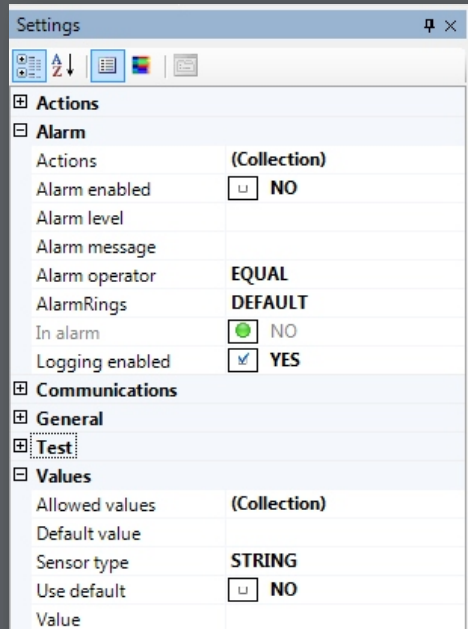 Settings
Actions
Alarm
Actions (Collection)
Alarm enabled NO
Alarm level
Alarm message
Alarm operator EQUAL
AlarmRings DEFAULT
In alarm NO
Logging enabled YES
Communications
General
Test
Values
Allowed values (Collection)
Default value
Sensor type STRING
Use default NO
Value